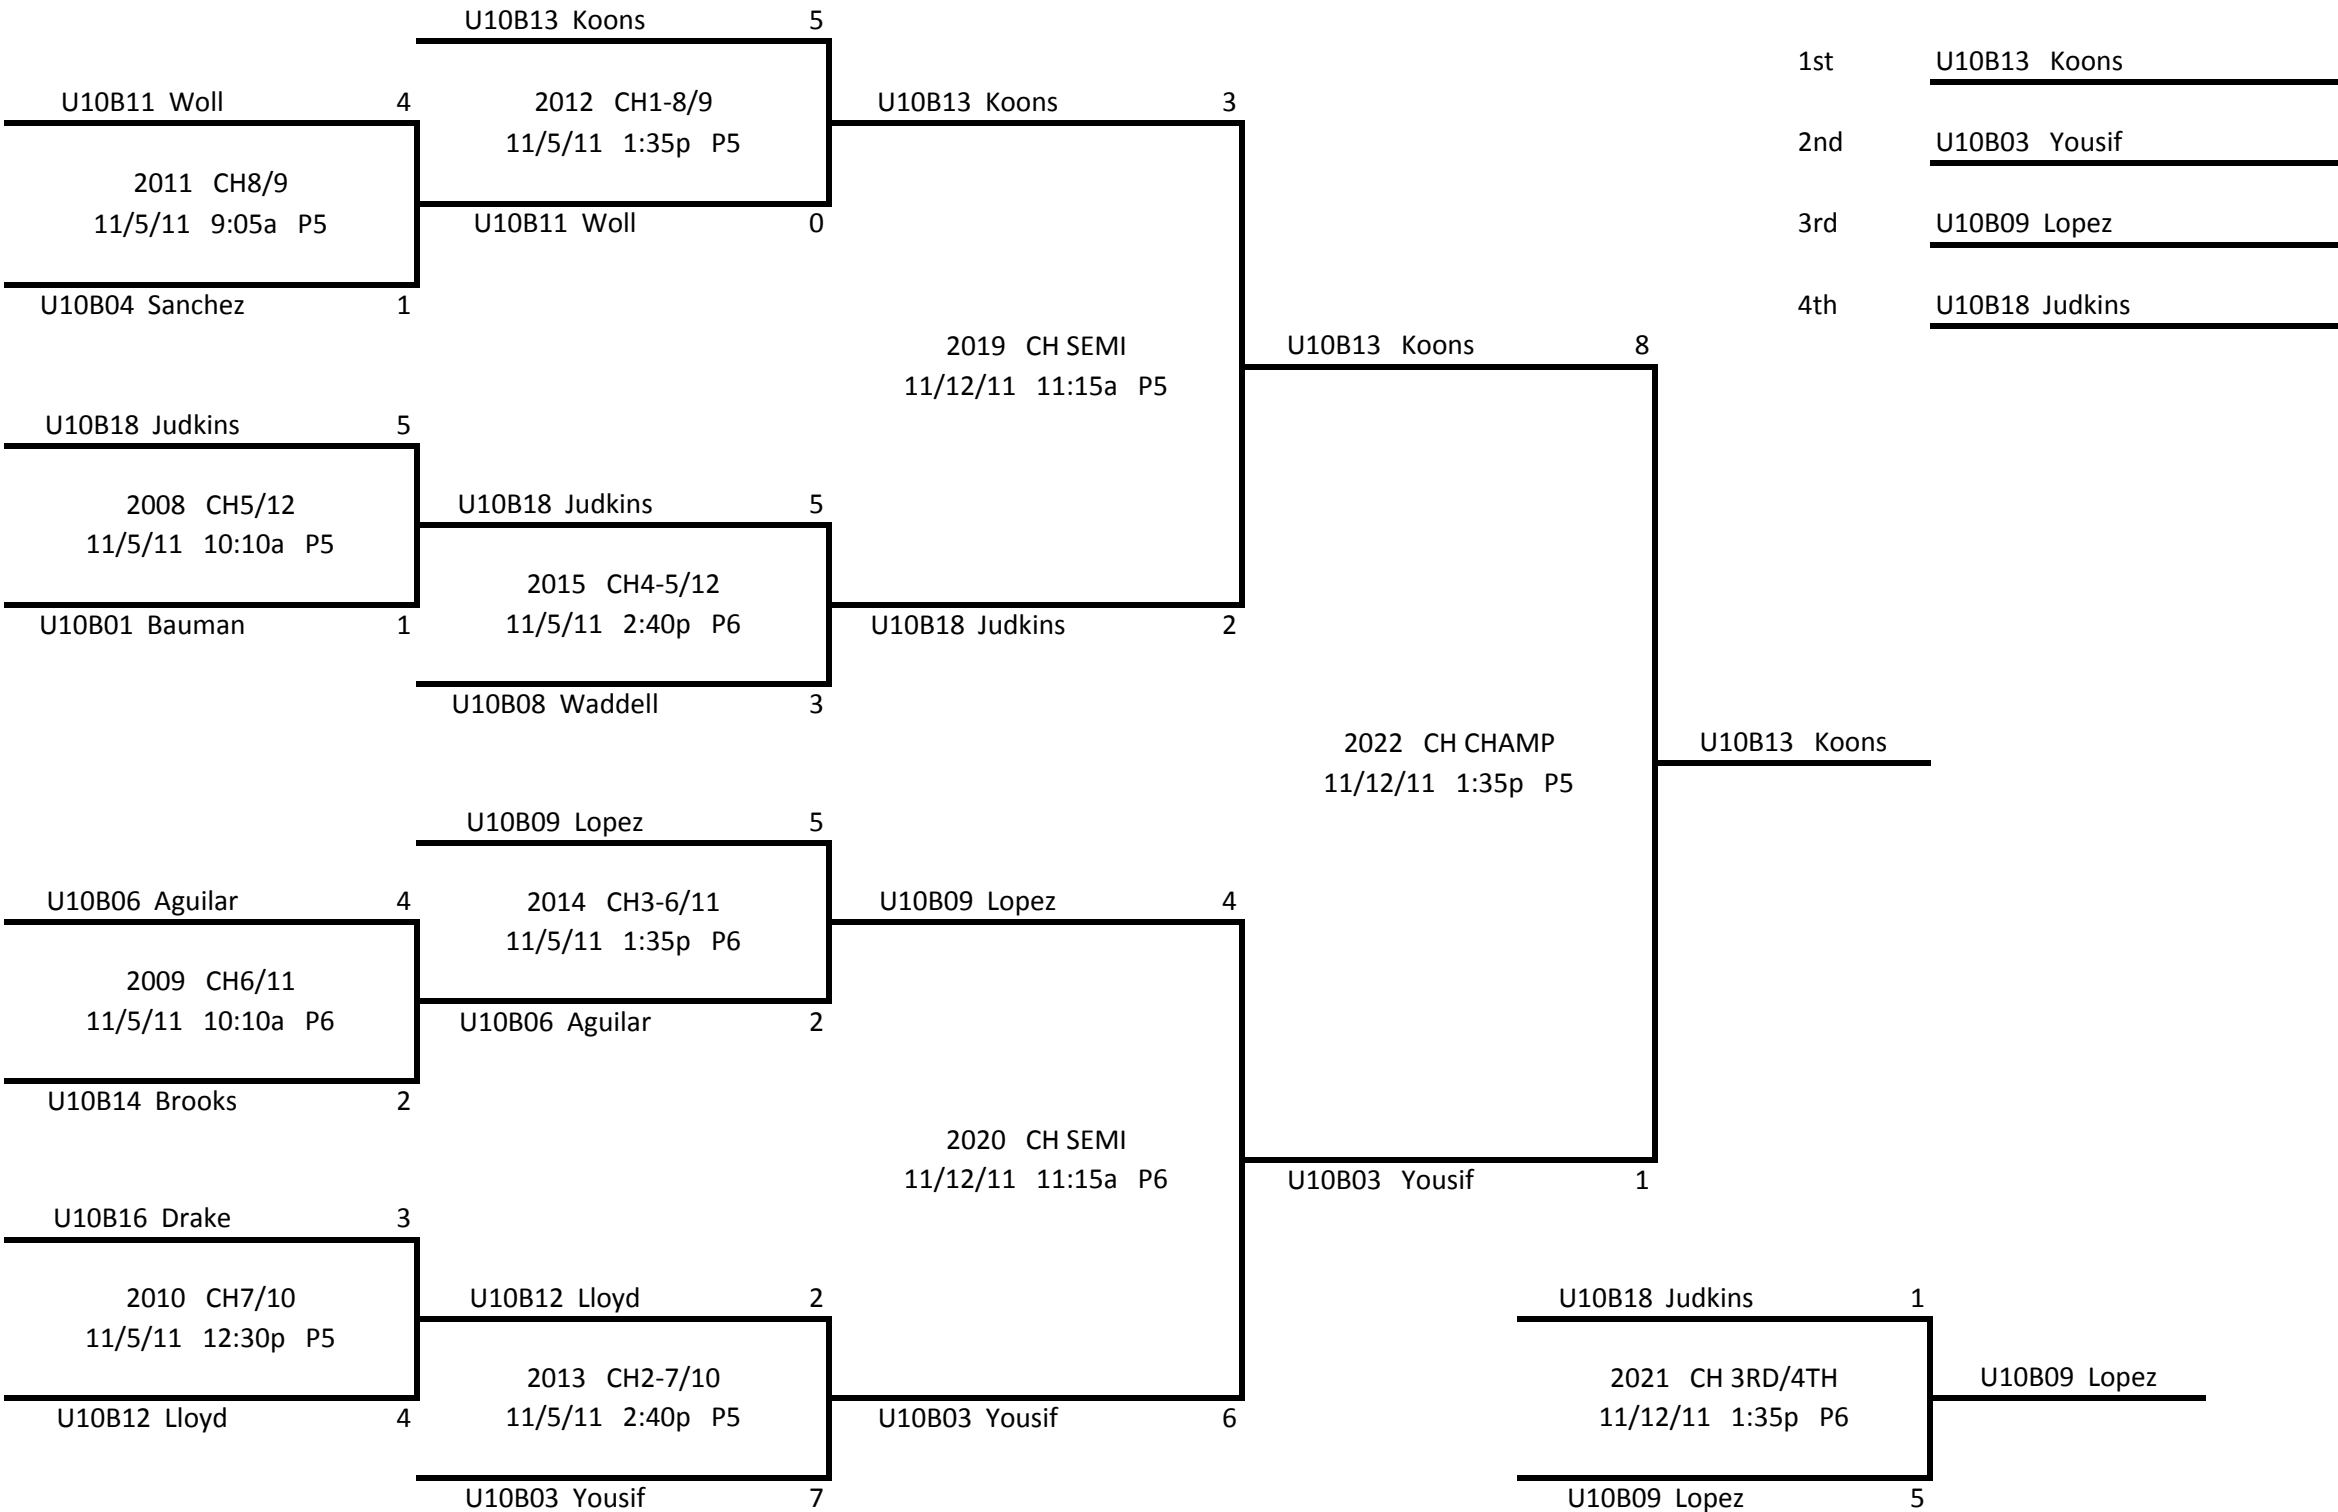 U10B13 Koons 5
U10B11 Woll 4
2011 CH8/9
11/5/11 9:05a P5
U10B04 Sanchez 1
2012 CH1-8/9
11/5/11 1:35p P5
U10B11 Woll 0
U10B18 Judkins 5
2008 CH5/12
11/5/11 10:10a P5
U10B01 Bauman 1
U10B18 Judkins 5
2015 CH4-5/12
11/5/11 2:40p P6
U10B08 Waddell 3
U10B13 Koons 3
2019 CH SEMI
11/12/11 11:15a P5
U10B18 Judkins 2
U10B09 Lopez 5
U10B06 Aguilar 4
2009 CH6/11
11/5/11 10:10a P6
U10B14 Brooks 2
2014 CH3-6/11
11/5/11 1:35p P6
U10B06 Aguilar 2
U10B16 Drake 3
2010 CH7/10
11/5/11 12:30p P5
U10B12 Lloyd 4
U10B12 Lloyd 2
2013 CH2-7/10
11/5/11 2:40p P5
U10B03 Yousif 7
U10B09 Lopez 4
2020 CH SEMI
11/12/11 11:15a P6
U10B03 Yousif 6
U10B13 Koons 8
2022 CH CHAMP
11/12/11 1:35p P5
U10B03 Yousif 1
U10B13 Koons
1st U10B13 Koons
2nd U10B03 Yousif
3rd U10B09 Lopez
4th U10B18 Judkins
U10B18 Judkins 1
2021 CH 3RD/4TH
11/12/11 1:35p P6
U10B09 Lopez 5
U10B09 Lopez